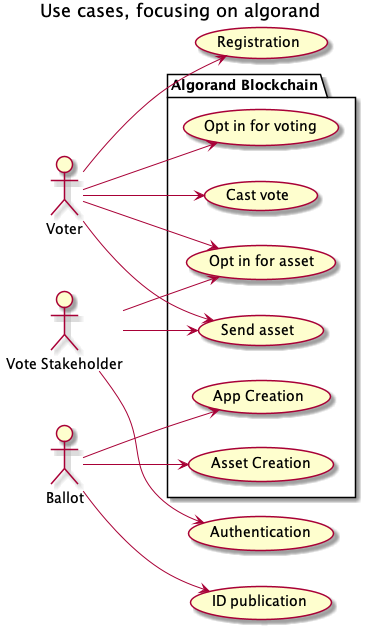 Use cases, focusing on algorand
Registration
Algorand Blockchain
Opt in for voting
Cast vote
Voter
Opt in for asset
Send asset
Vote Stakeholder
App Creation
Asset Creation
Ballot
Authentication
ID publication